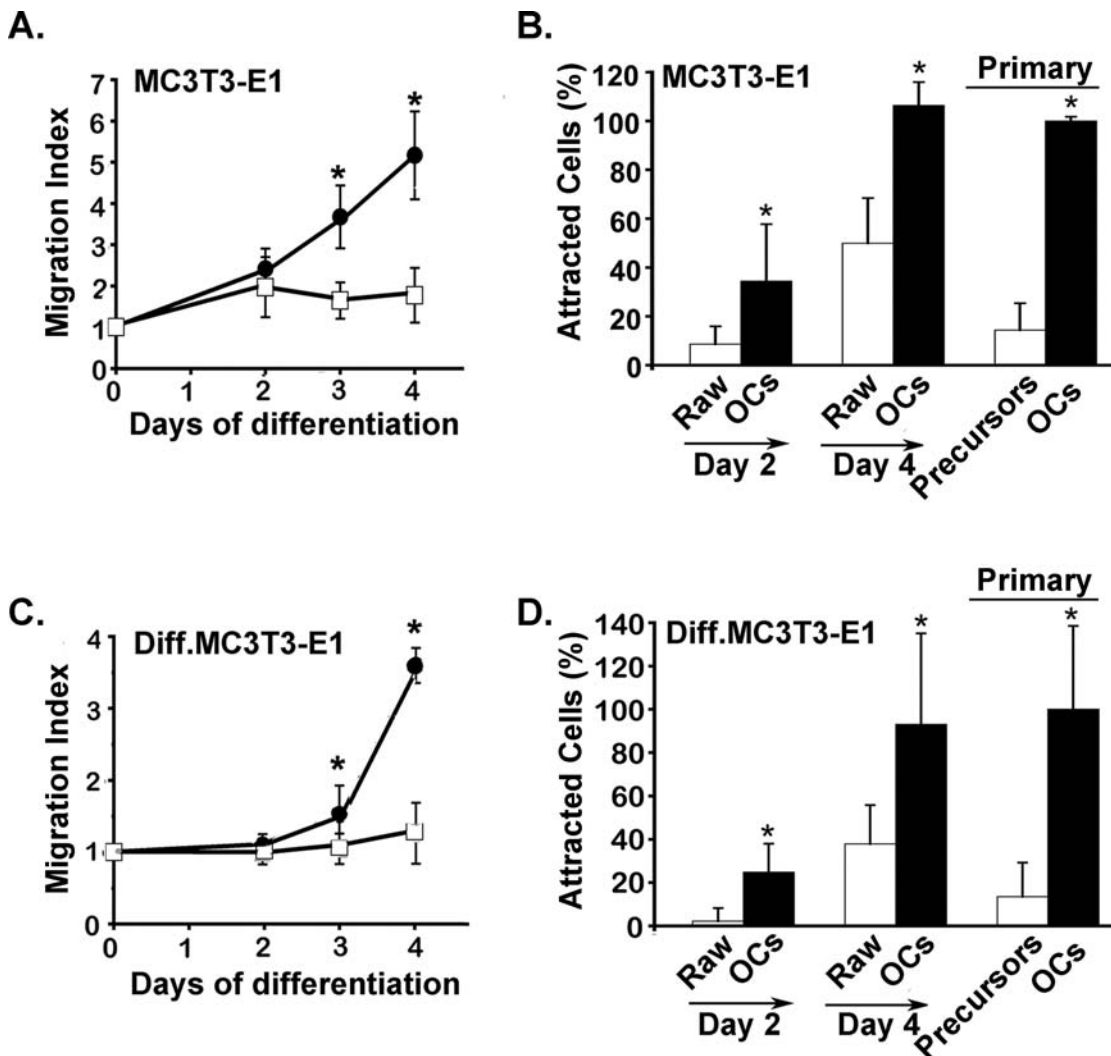 A.
MC3T3-E1
Migration Index
7
6
5
4
3
2
1
0
0 1 2 3 4
Days of differentiation
* *
B.
MC3T3-E1
Primary
Attracted Cells (%)
120
100
80
60
40
20
0
* * *
Raw OCs Raw OCs Precursors OCs
Day 2 Day 4
C.
Diff.MC3T3-E1
Migration Index
4
3
2
1
0
0 1 2 3 4
Days of differentiation
* *
D.
Diff.MC3T3-E1
Primary
Attracted Cells (%)
140
120
100
80
60
40
20
0
* * *
Raw OCs Raw OCs Precursors OCs
Day 2 Day 4